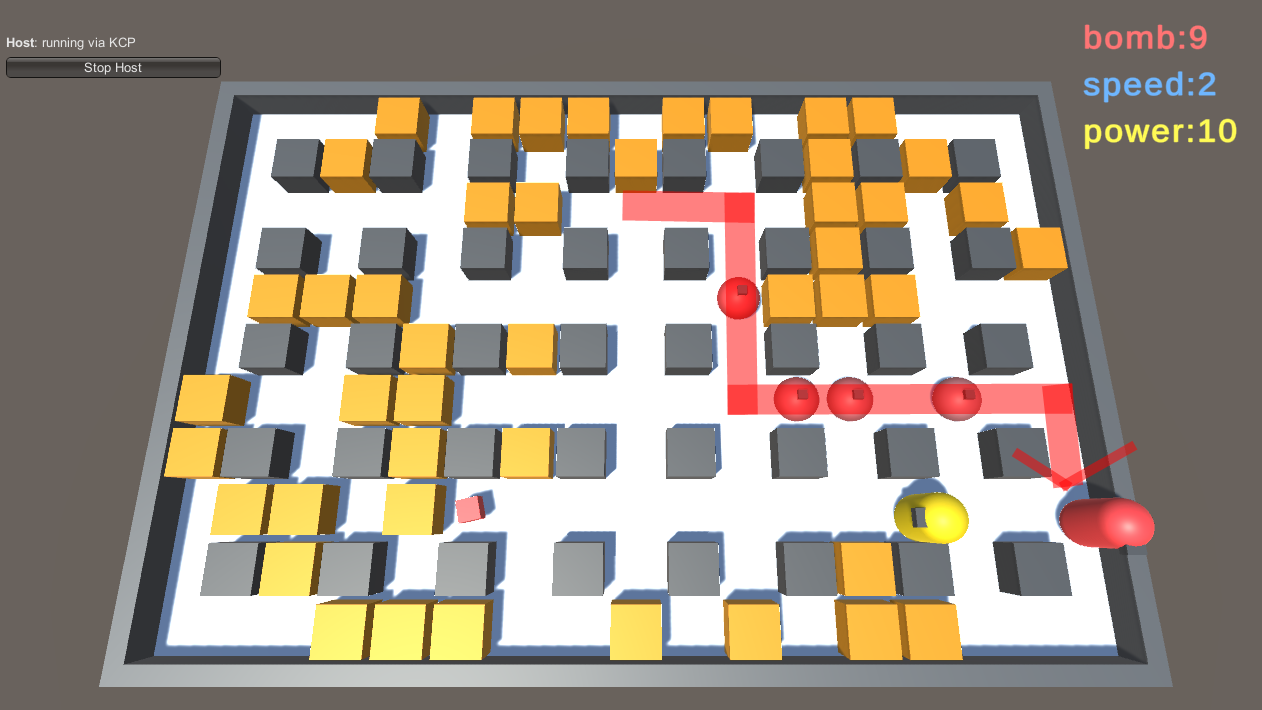 Host: running via KCP
Stop Host
bomb:9
speed:2
power:10